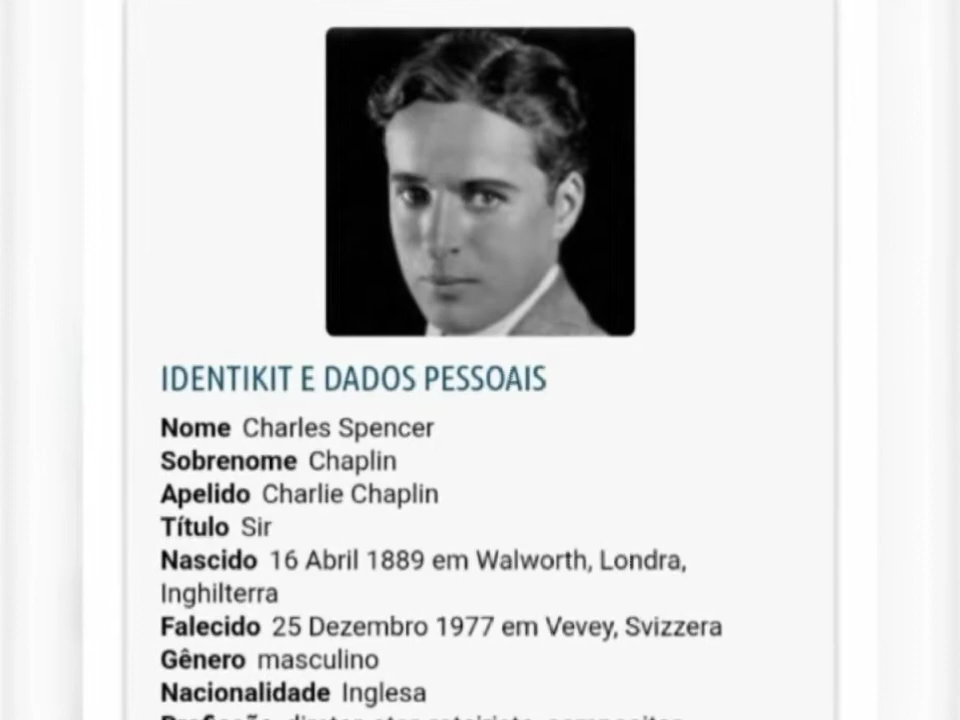 IDENTIKIT E DADOS PESSOAIS
Nome Charles Spencer
Sobrenome Chaplin
Apelido Charlie Chaplin
Título Sir
Nascido 16 Abril 1889 em Walworth, Londra,
Inghilterra
Falecido 25 Dezembro 1977 em Vevey, Svizzera
Gênero masculino
Nacionalidade Inglesa